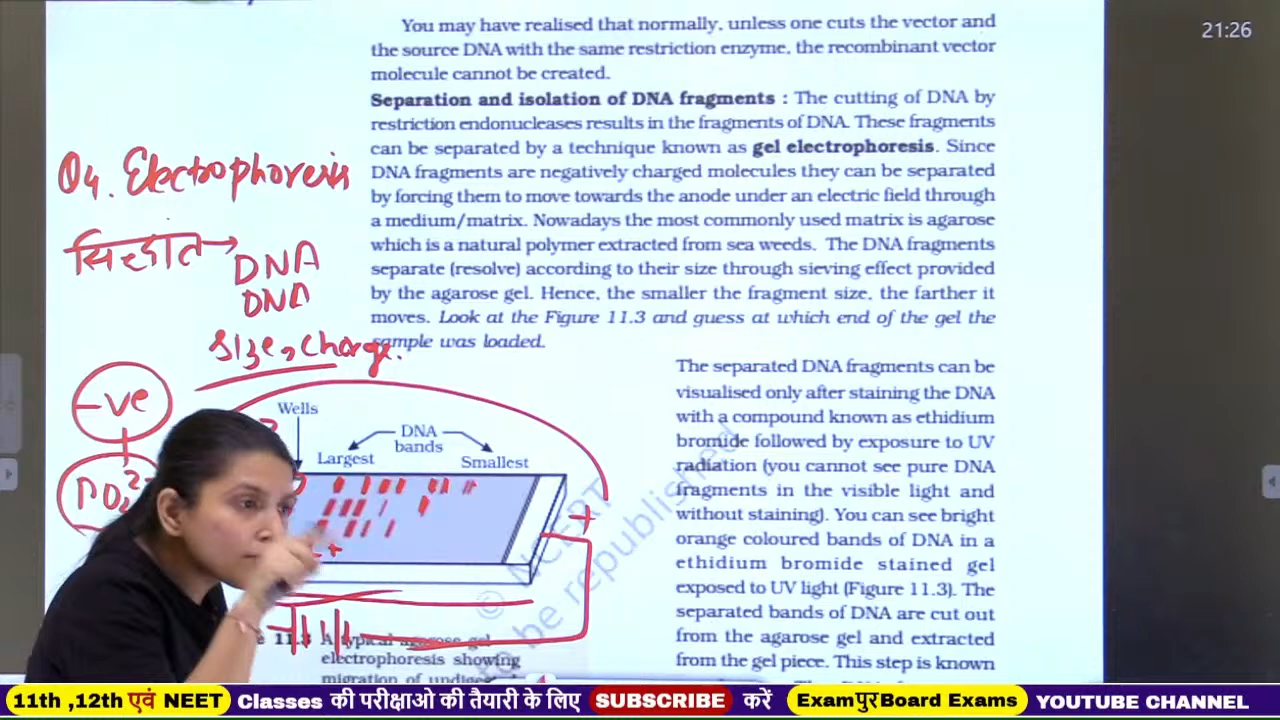 21:26
You may have realised that normally, unless one cuts the vector and
the source DNA with the same restriction enzyme, the recombinant vector
molecule cannot be created.
Separation and isolation of DNA fragments : The cutting of DNA by
restriction endonucleases results in the fragments of DNA. These fragments
can be separated by a technique known as gel electrophoresis. Since
DNA fragments are negatively charged molecules they can be separated
by forcing them to move towards the anode under an electric field through
a medium/matrix. Nowadays the most commonly used matrix is agarose
which is a natural polymer extracted from sea weeds. The DNA fragments
separate (resolve) according to their size through sieving effect provided
by the agarose gel. Hence, the smaller the fragment size, the farther it
moves. Look at the Figure 11.3 and guess at which end of the gel the
sample was loaded.
Q4. Electrophoresis
सिद्धांत → DNA
DNA
size, charge.
-ve
Wells
DNA
bands
Largest
Smallest
+
The separated DNA fragments can be
visualised only after staining the DNA
with a compound known as ethidium
bromide followed by exposure to UV
radiation (you cannot see pure DNA
fragments in the visible light and
without staining). You can see bright
orange coloured bands of DNA in a
ethidium bromide stained gel
exposed to UV light (Figure 11.3). The
separated bands of DNA are cut out
from the agarose gel and extracted
from the gel piece. This step is known
© NCERT
be republished
11.3 A typical agarose gel
electrophoresis showing
migration of
11th ,12th एवं NEET Classes की परीक्षाओ की तैयारी के लिए SUBSCRIBE करें Examपुर Board Exams YOUTUBE CHANNEL